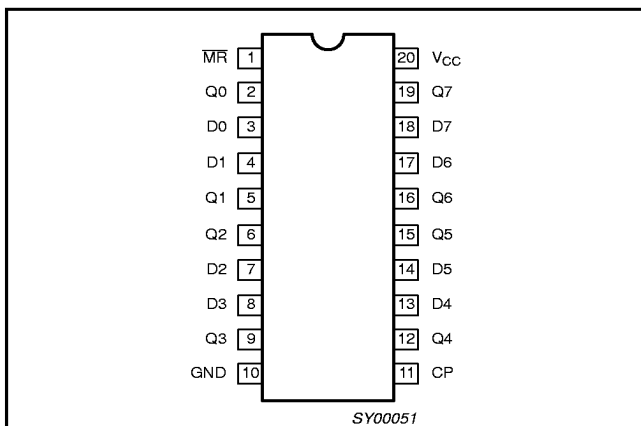 M̅R̅ 1 20 VCC
Q0 2 19 Q7
D0 3 18 D7
D1 4 17 D6
Q1 5 16 Q6
Q2 6 15 Q5
D2 7 14 D5
D3 8 13 D4
Q3 9 12 Q4
GND 10 11 CP
SY00051